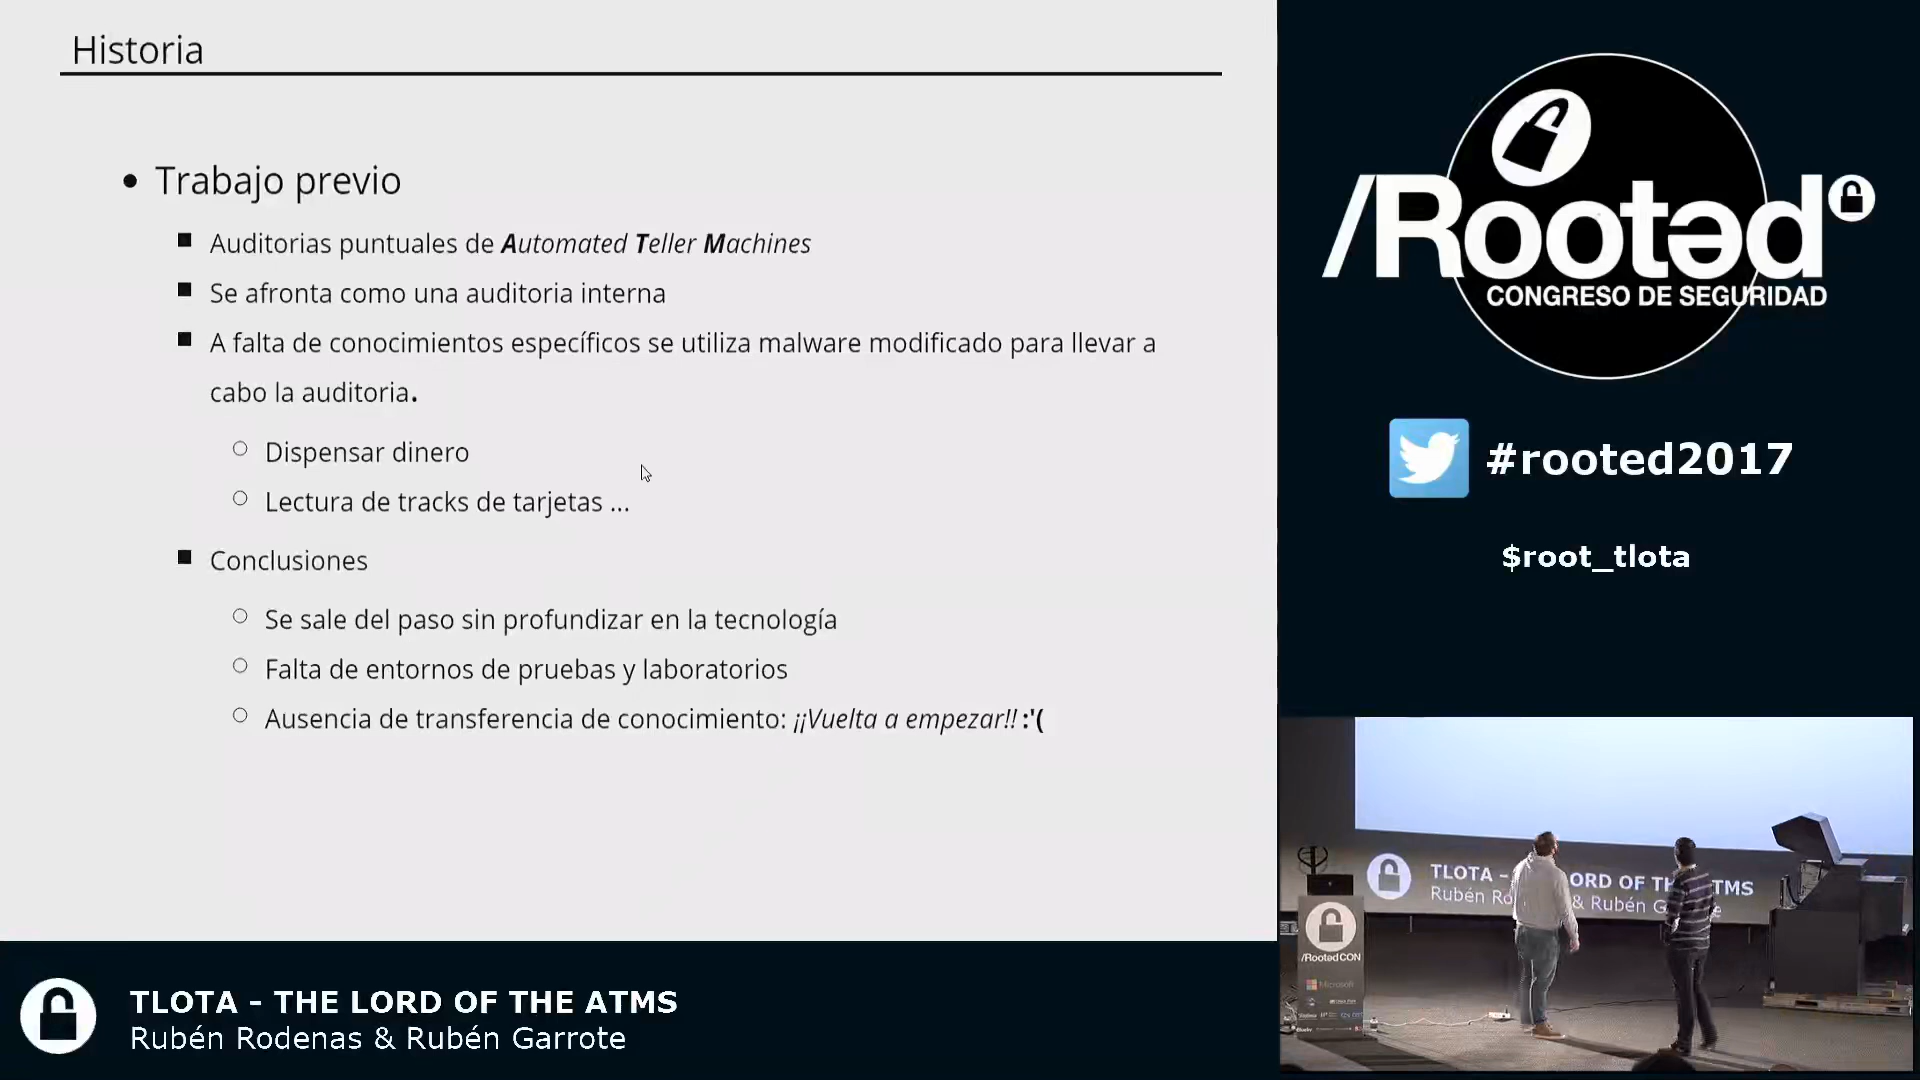 Historia
Trabajo previo
Auditorias puntuales de Automated Teller Machines
Se afronta como una auditoria interna
A falta de conocimientos específicos se utiliza malware modificado para llevar a
cabo la auditoria.
Dispensar dinero
Lectura de tracks de tarjetas ...
Conclusiones
Se sale del paso sin profundizar en la tecnología
Falta de entornos de pruebas y laboratorios
Ausencia de transferencia de conocimiento: ¡¡Vuelta a empezar!! :'(
TLOTA - THE LORD OF THE ATMS
Rubén Rodenas & Rubén Garrote
/Rootəd
CONGRESO DE SEGURIDAD
#rooted2017
$root_tlota
TLOTA - ORD OF TH TMS
Rubén Ro & Rubén G e
/RootedCON
Microsoft